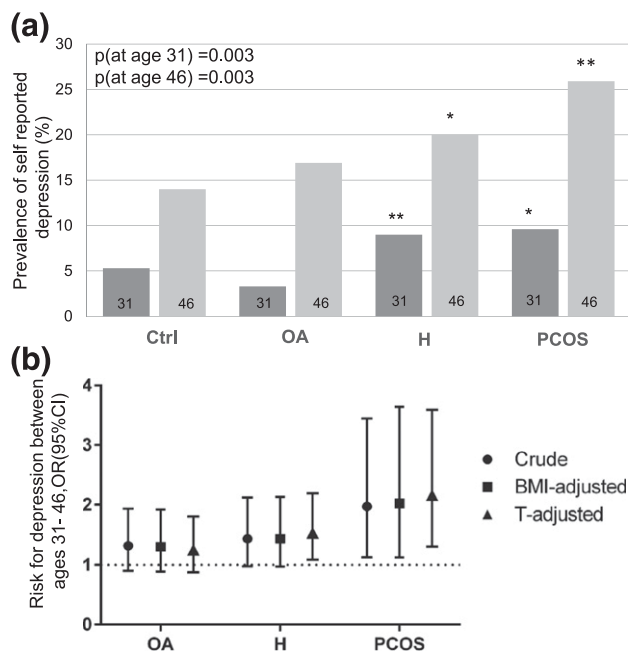 (a)
30
25
20
15
10
5
0
Prevalence of self reported
depression (%)
p(at age 31) =0.003
p(at age 46) =0.003
** * * **
31 46 31 46 31 46 31 46
Ctrl OA H PCOS
(b)
4
3
2
1
0
Risk for depression between
ages 31- 46,OR(95%CI)
Crude
BMI-adjusted
T-adjusted
OA H PCOS